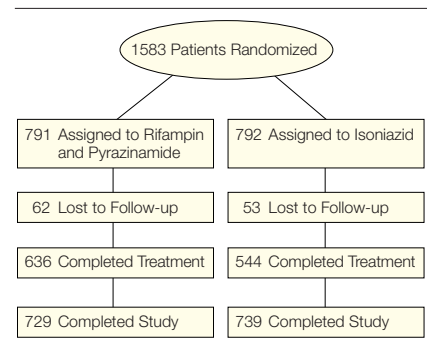 1583 Patients Randomized
791 Assigned to Rifampin
and Pyrazinamide
792 Assigned to Isoniazid
62 Lost to Follow-up
53 Lost to Follow-up
636 Completed Treatment
544 Completed Treatment
729 Completed Study
739 Completed Study